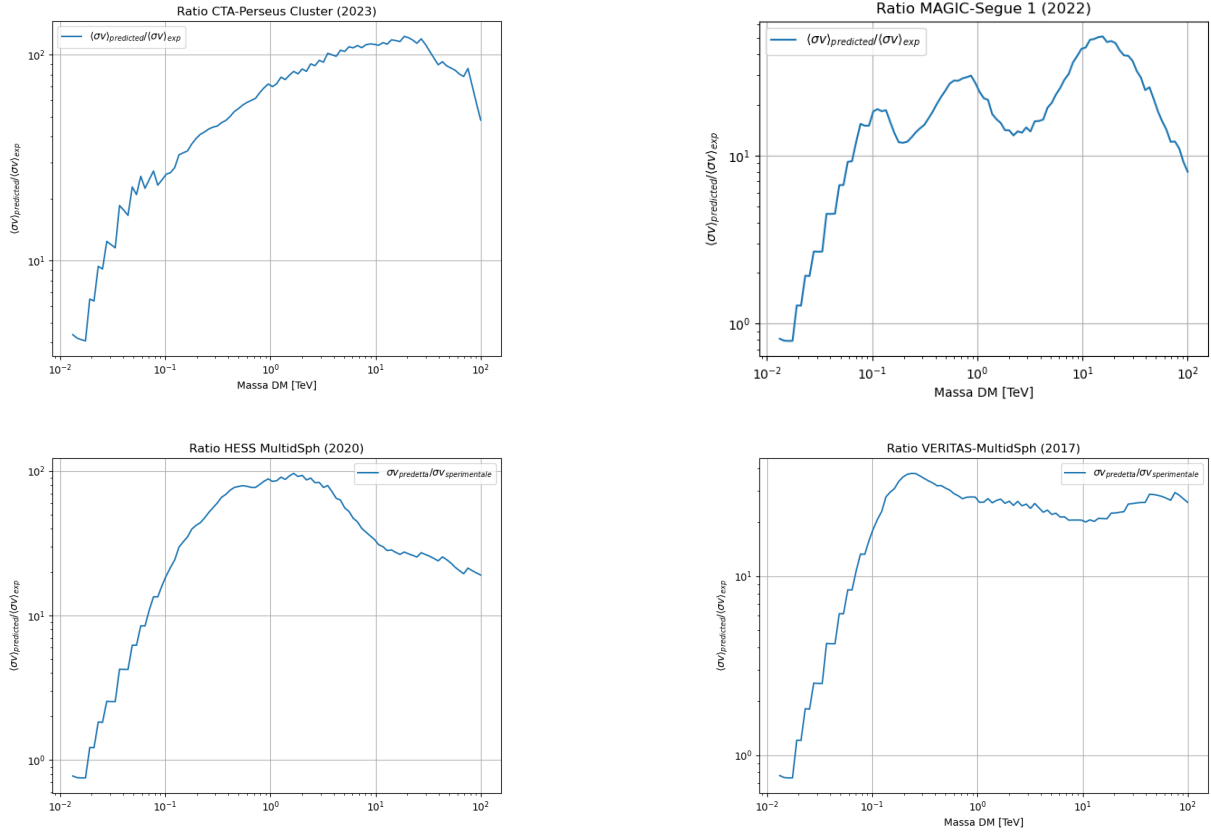 Ratio CTA-Perseus Cluster (2023)
⟨σv⟩predicted/⟨σv⟩exp
⟨σv⟩predicted/⟨σv⟩exp
10²
10¹
10⁻²
10⁻¹
10⁰
10¹
10²
Massa DM [TeV]
Ratio MAGIC-Segue 1 (2022)
⟨σv⟩predicted/⟨σv⟩exp
⟨σv⟩predicted/⟨σv⟩exp
10¹
10⁰
10⁻²
10⁻¹
10⁰
10¹
10²
Massa DM [TeV]
Ratio HESS MultidSph (2020)
σvpredetta/σvsperimentale
⟨σv⟩predicted/⟨σv⟩exp
10²
10¹
10⁰
10⁻²
10⁻¹
10⁰
10¹
10²
Massa DM [TeV]
Ratio VERITAS-MultidSph (2017)
σvpredetta/σvsperimentale
⟨σv⟩predicted/⟨σv⟩exp
10¹
10⁰
10⁻²
10⁻¹
10⁰
10¹
10²
Massa DM [TeV]